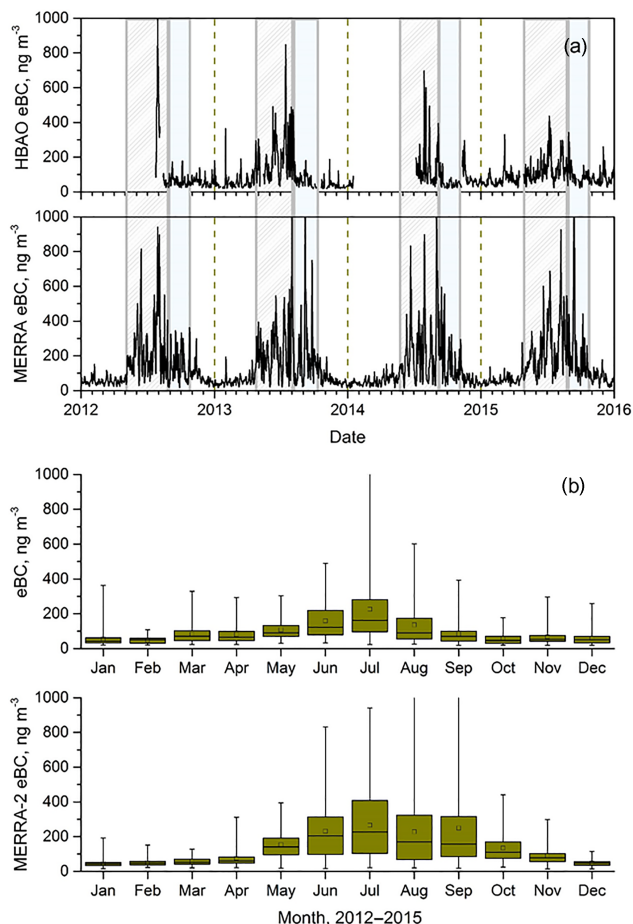 (a)
HBAO eBC, ng m⁻³
1000
800
600
400
200
0
MERRA eBC, ng m⁻³
1000
800
600
400
200
0
2012 2013 2014 2015 2016
Date
(b)
eBC, ng m⁻³
1000
800
600
400
200
0
Jan Feb Mar Apr May Jun Jul Aug Sep Oct Nov Dec
MERRA-2 eBC, ng m⁻³
1000
800
600
400
200
0
Jan Feb Mar Apr May Jun Jul Aug Sep Oct Nov Dec
Month, 2012–2015